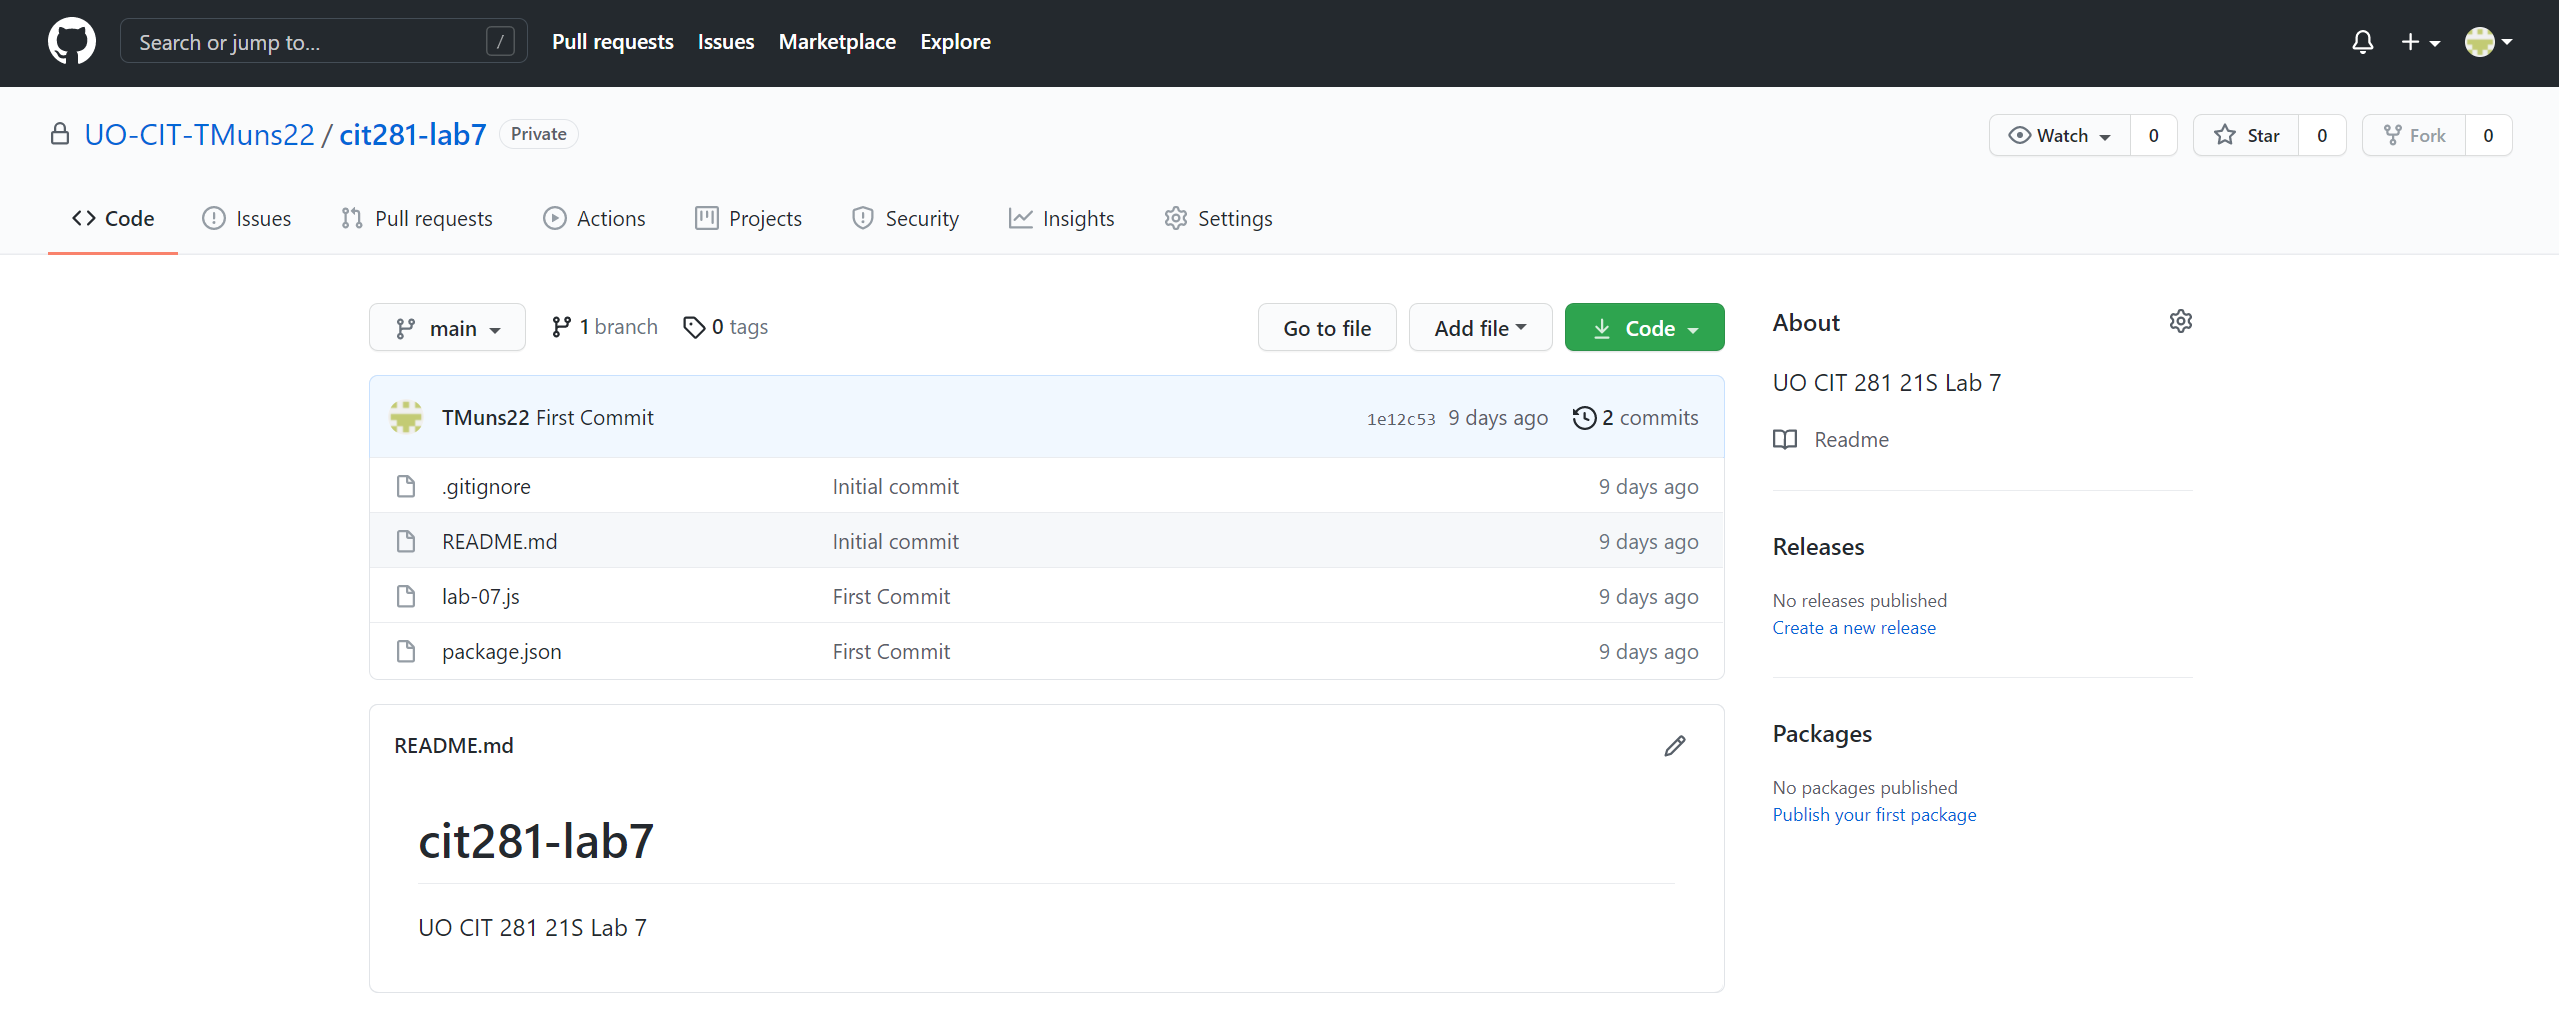 Search or jump to... /
Pull requests Issues Marketplace Explore
UO-CIT-TMuns22 / cit281-lab7 Private
Watch 0 Star 0 Fork 0
Code Issues Pull requests Actions Projects Security Insights Settings
main 1 branch 0 tags Go to file Add file Code
TMuns22 First Commit 1e12c53 9 days ago 2 commits
.gitignore Initial commit 9 days ago
README.md Initial commit 9 days ago
lab-07.js First Commit 9 days ago
package.json First Commit 9 days ago
README.md
cit281-lab7
UO CIT 281 21S Lab 7
About
UO CIT 281 21S Lab 7
Readme
Releases
No releases published
Create a new release
Packages
No packages published
Publish your first package